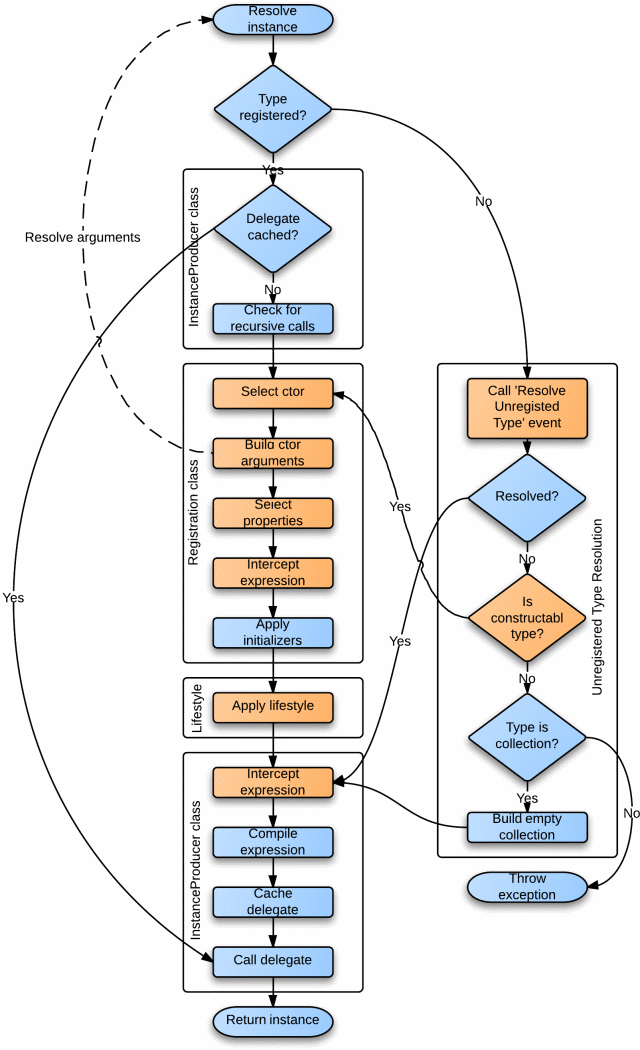 Resolve
instance
Type
registered?
Yes
No
InstanceProducer class
Delegate
cached?
Resolve arguments
No
Check for
recursive calls
Registration class
Select ctor
Build ctor
arguments
Select
properties
Intercept
expression
Apply
initializers
Yes
Yes
Yes
Lifestyle
Apply lifestyle
InstanceProducer class
Intercept
expression
Compile
expression
Cache
delegate
Call delegate
Return instance
Unregistered Type Resolution
Call 'Resolve
Unregisted
Type' event
Resolved?
No
Is
constructabl
type?
No
Type is
collection?
Yes
No
Build empty
collection
Throw
exception